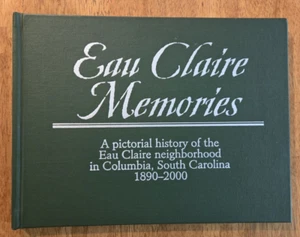 Eau Claire
Memories
A pictorial history of the
Eau Claire neighborhood
in Columbia, South Carolina
1890–2000